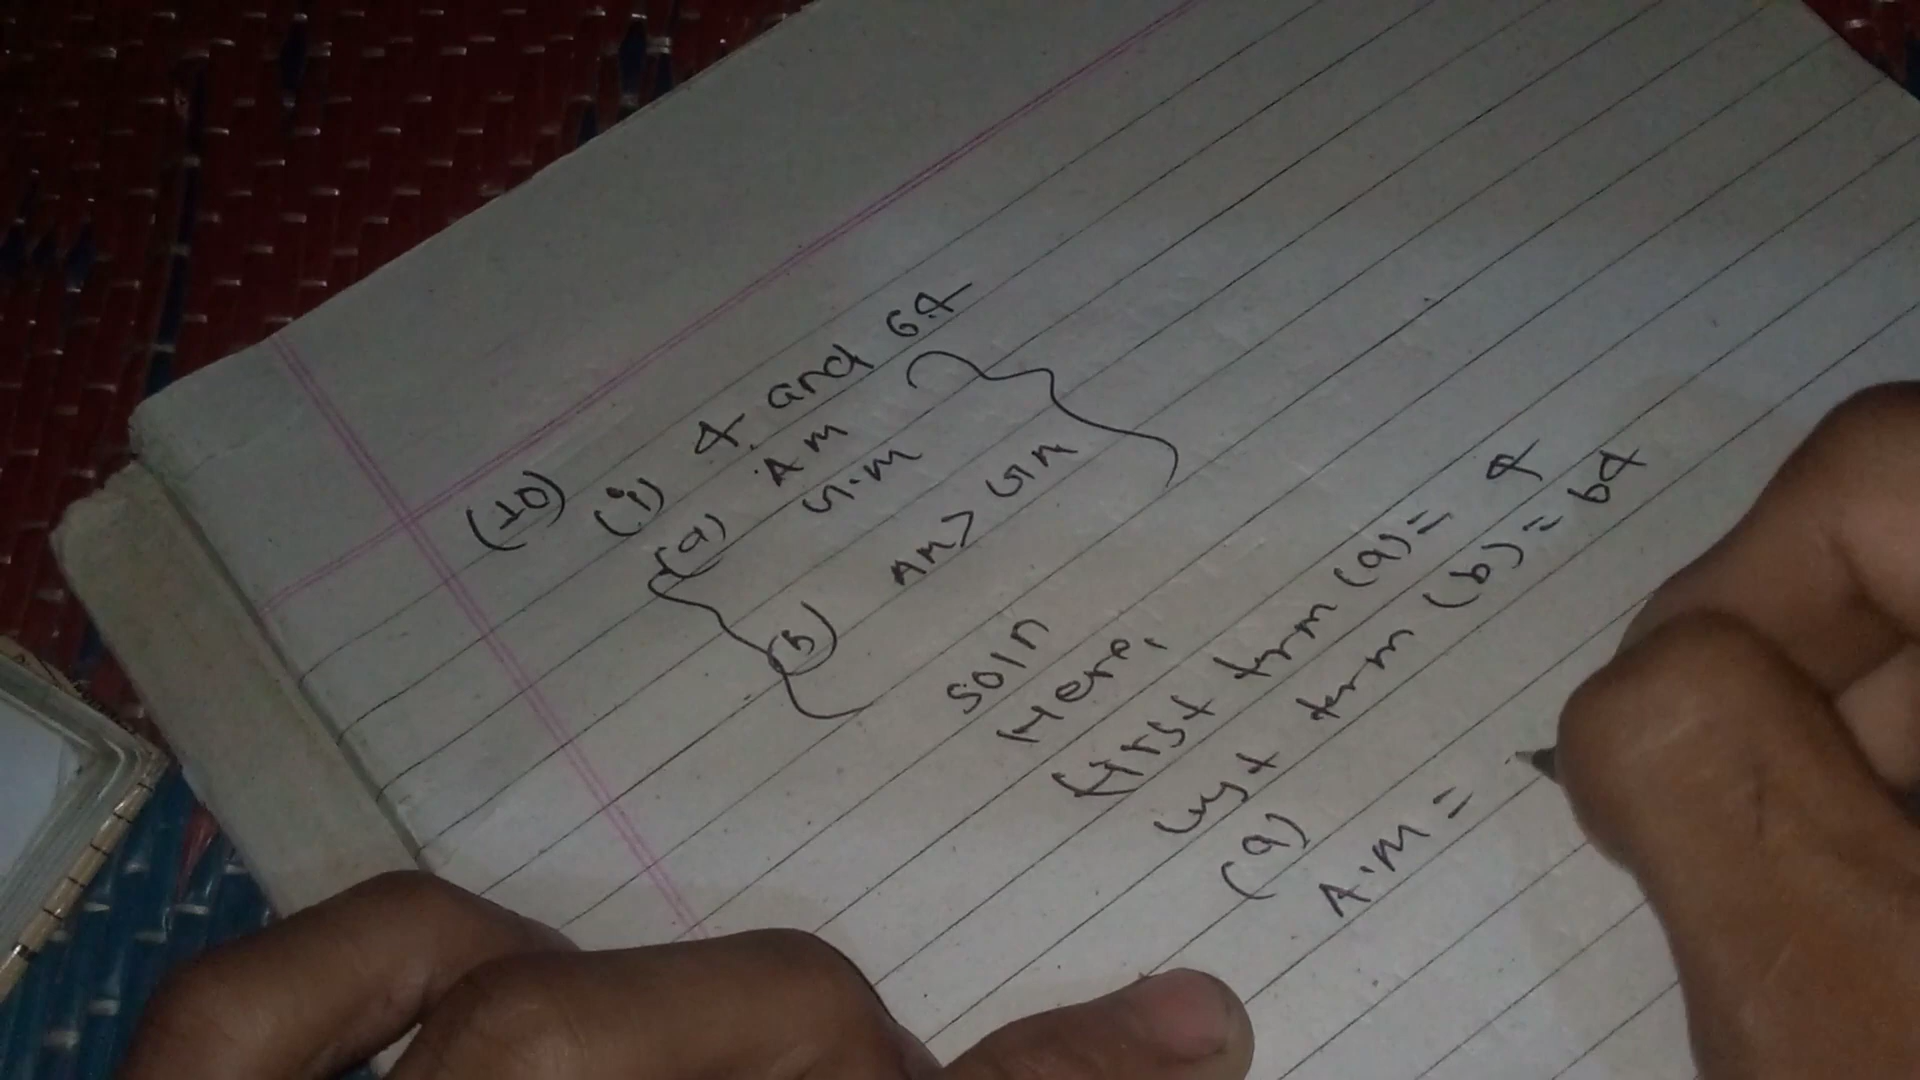 (10)
(i) 4 and 64
(a) A M
G.M
(b) AM> GM
Soln
Here,
first term (a) = 4
last term (b) = 64
(a)
A.M =